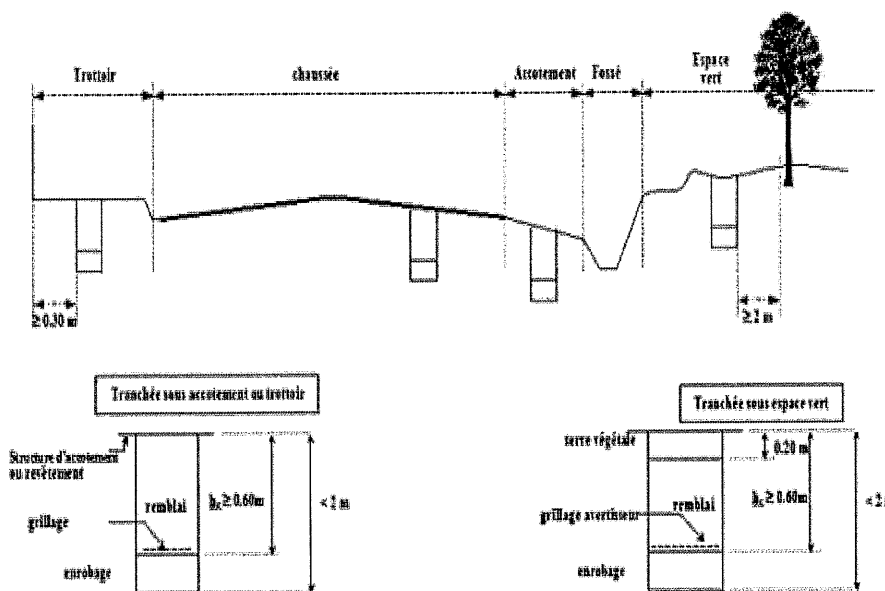 Trottoir
chaussée
Accotement
Fossé
Espace
vert
≥ 0.30 m
≥ 2 m
Tranchée sous accotement ou trottoir
Tranchée sous espace vert
Structure d'accotement
ou revêtement
remblai
grillage
enrobage
≥ 0.60m
< 2 m
terre végétale
0.20 m
remblai
grillage avertisseur
≥ 0.60m
< 2 m
enrobage